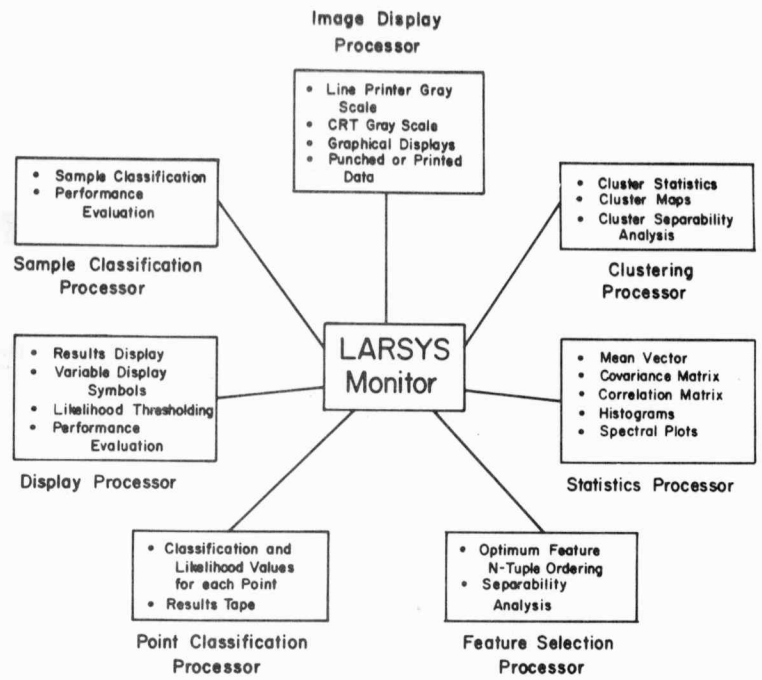 Image Display
Processor
• Line Printer Gray
Scale
• CRT Gray Scale
• Graphical Displays
• Punched or Printed
Data
• Sample Classification
• Performance
Evaluation
Sample Classification
Processor
• Cluster Statistics
• Cluster Maps
• Cluster Separability
Analysis
Clustering
Processor
LARSYS
Monitor
• Results Display
• Variable Display
Symbols
• Likelihood Thresholding
• Performance
Evaluation
Display Processor
• Mean Vector
• Covariance Matrix
• Correlation Matrix
• Histograms
• Spectral Plots
Statistics Processor
• Classification and
Likelihood Values
for each Point
• Results Tape
Point Classification
Processor
• Optimum Feature
N-Tuple Ordering
• Separability
Analysis
Feature Selection
Processor